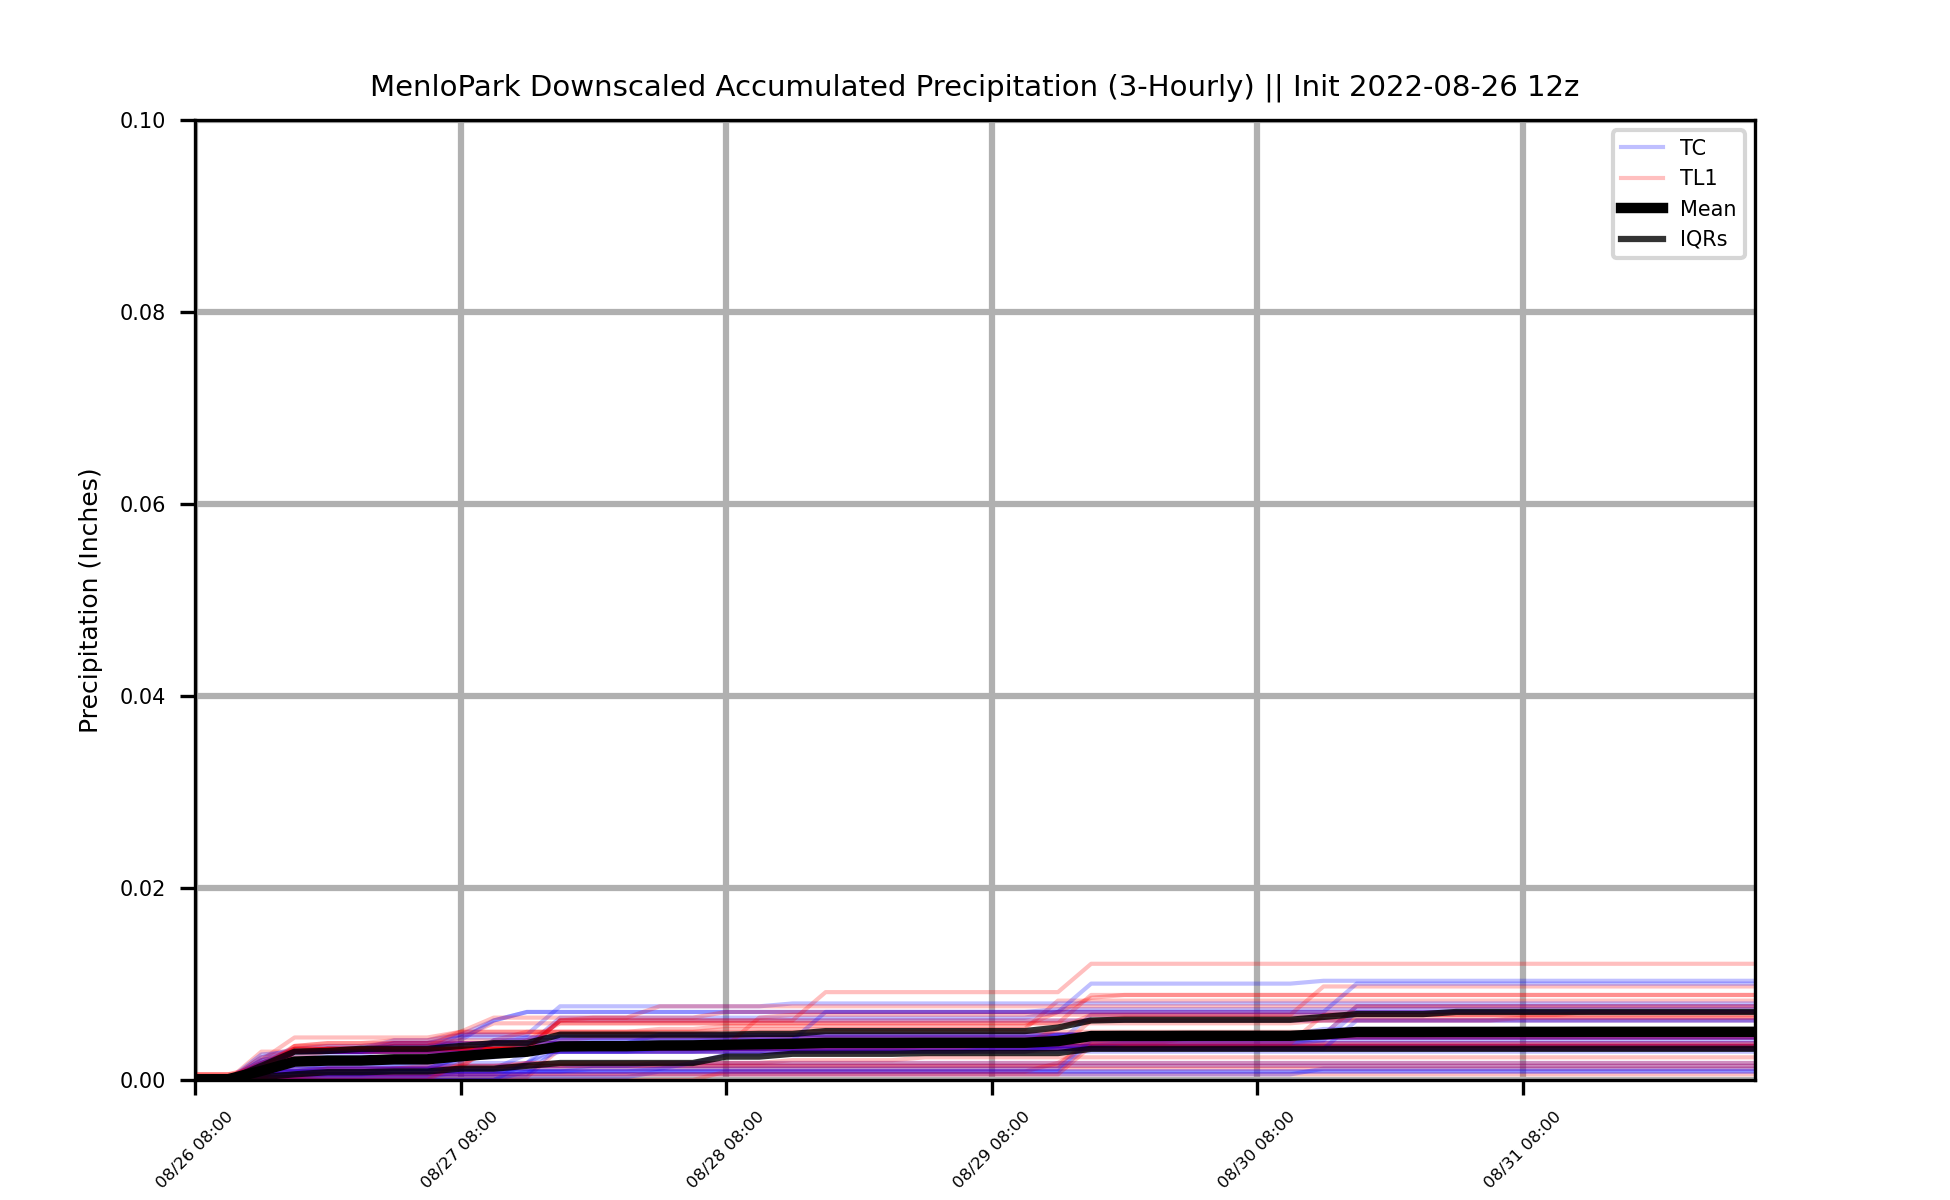 MenloPark Downscaled Accumulated Precipitation (3-Hourly) || Init 2022-08-26 12z
TC
TL1
Mean
IQRs
Precipitation (Inches)
0.10
0.08
0.06
0.04
0.02
0.00
08/26 08:00
08/27 08:00
08/28 08:00
08/29 08:00
08/30 08:00
08/31 08:00